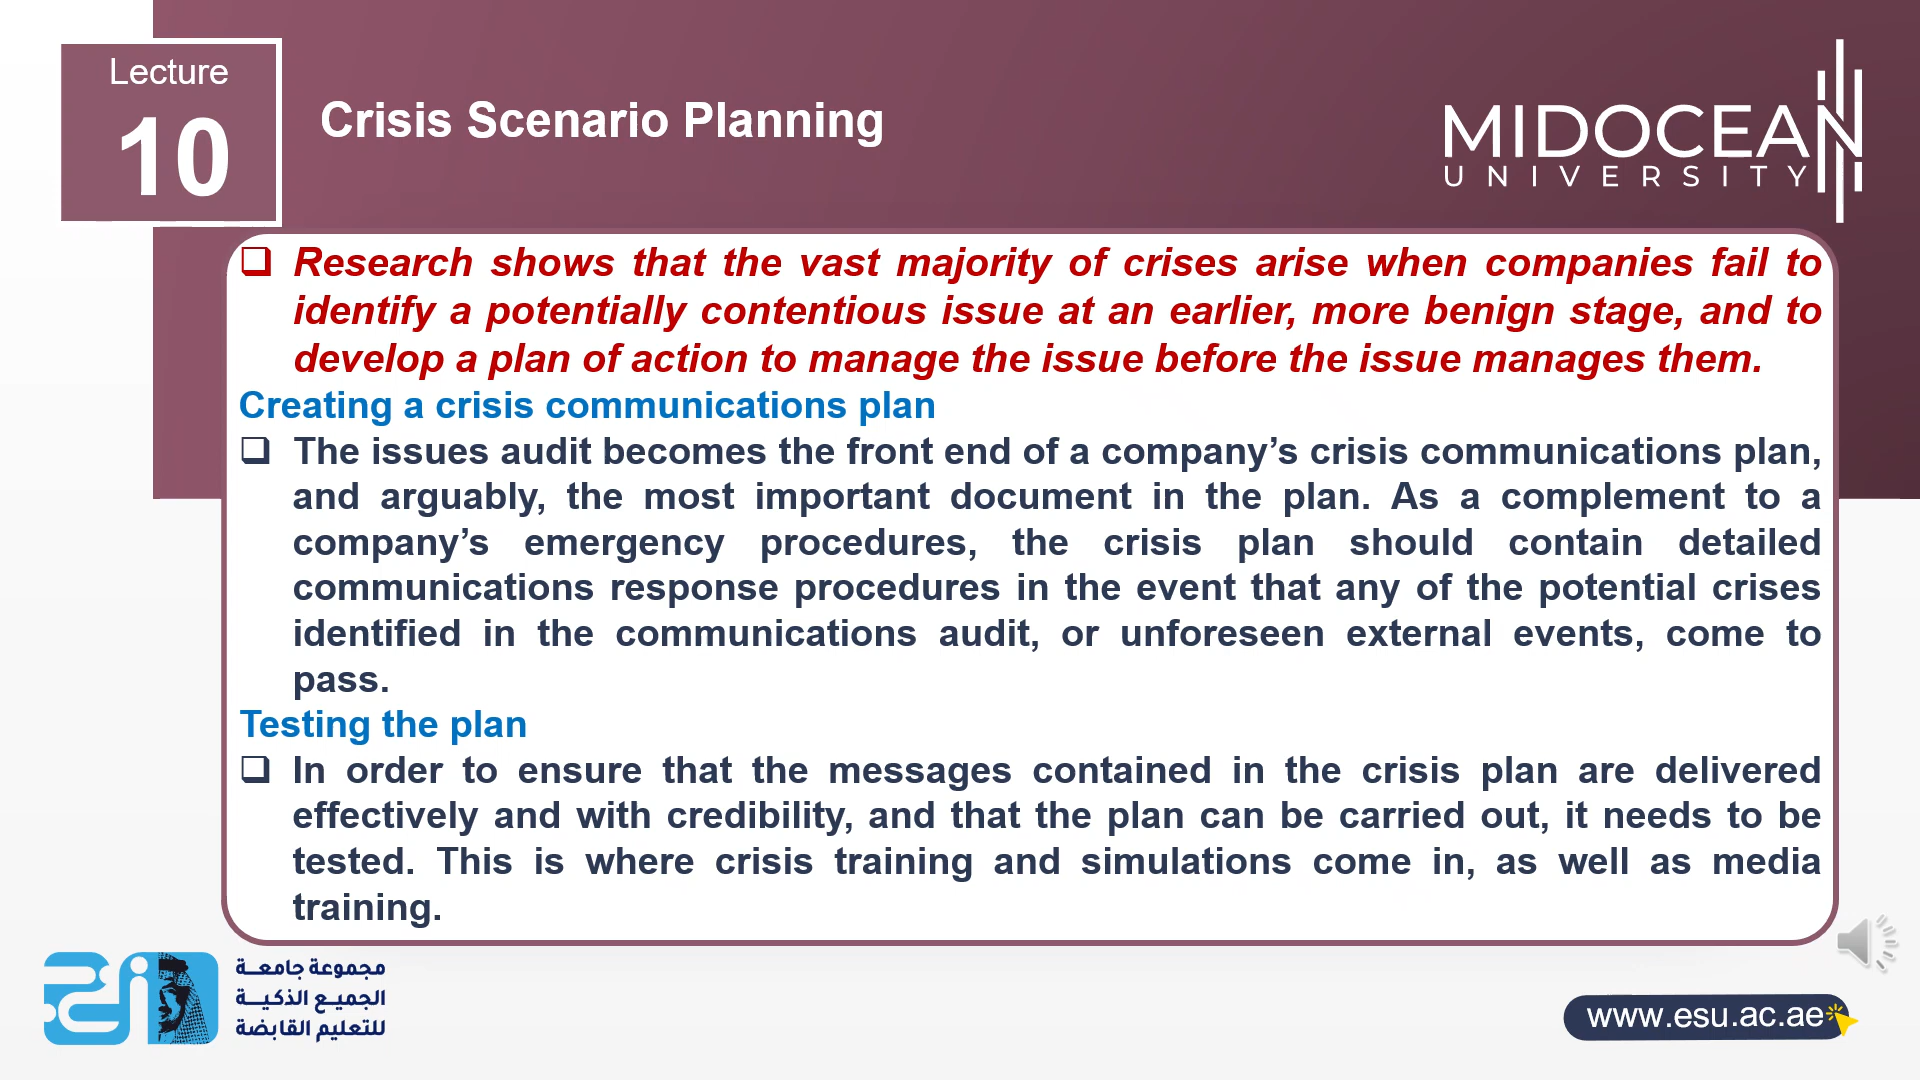 Lecture
10
Crisis Scenario Planning
MIDOCEAN
UNIVERSITY
Research shows that the vast majority of crises arise when companies fail to
identify a potentially contentious issue at an earlier, more benign stage, and to
develop a plan of action to manage the issue before the issue manages them.
Creating a crisis communications plan
The issues audit becomes the front end of a company’s crisis communications plan,
and arguably, the most important document in the plan. As a complement to a
company’s emergency procedures, the crisis plan should contain detailed
communications response procedures in the event that any of the potential crises
identified in the communications audit, or unforeseen external events, come to
pass.
Testing the plan
In order to ensure that the messages contained in the crisis plan are delivered
effectively and with credibility, and that the plan can be carried out, it needs to be
tested. This is where crisis training and simulations come in, as well as media
training.
مجموعة جامعـــة
الجميـع الذكيـــة
للتعليم القابضة
www.esu.ac.ae